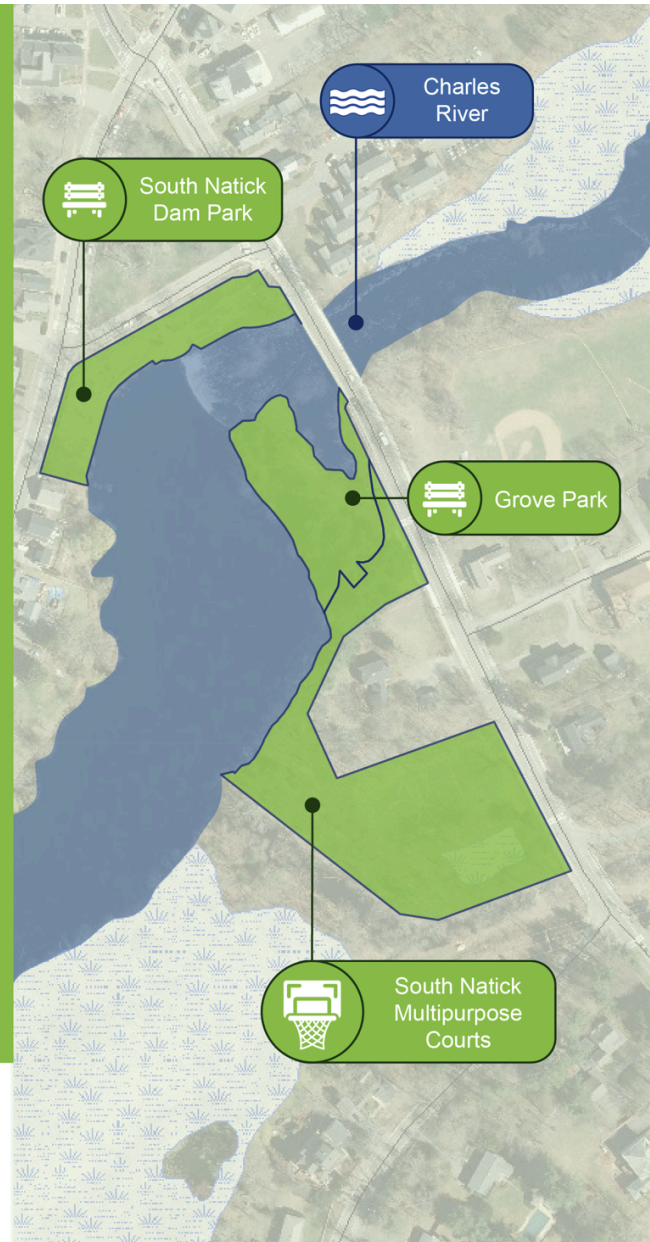 Charles
River
South Natick
Dam Park
Grove Park
South Natick
Multipurpose
Courts